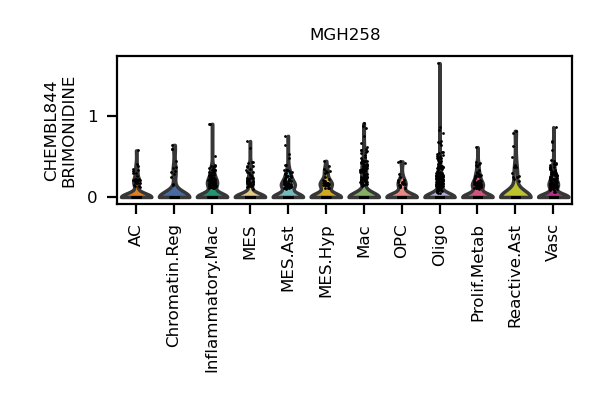 MGH258
CHEMBL844
BRIMONIDINE
1
0
AC
Chromatin.Reg
Inflammatory.Mac
MES
MES.Ast
MES.Hyp
Mac
OPC
Oligo
Prolif.Metab
Reactive.Ast
Vasc